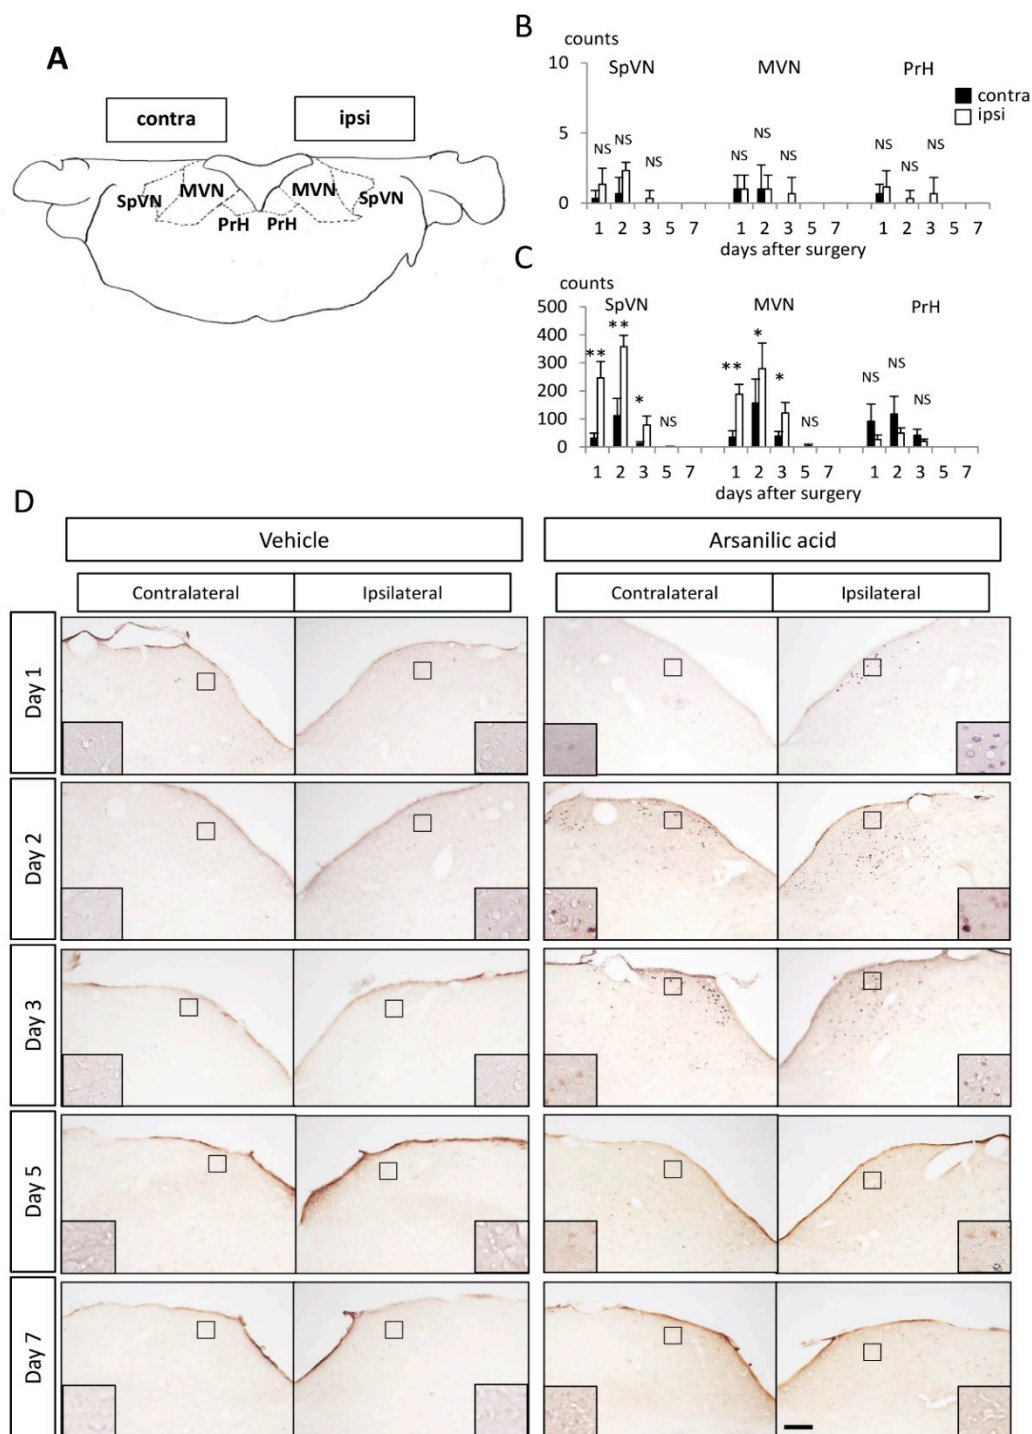 A
contra
ipsi
SpVN
MVN
MVN
SpVN
PrH
PrH
B
counts
SpVN
MVN
PrH
contra
ipsi
10
5
0
NS
NS
NS
NS
NS
NS
NS
NS
NS
1 2 3 5 7
1 2 3 5 7
1 2 3 5 7
days after surgery
C
counts
SpVN
MVN
PrH
500
400
300
200
100
0
**
**
*
NS
**
*
*
NS
NS
NS
NS
1 2 3 5 7
1 2 3 5 7
1 2 3 5 7
days after surgery
D
Vehicle
Arsanilic acid
Contralateral
Ipsilateral
Contralateral
Ipsilateral
Day 1
Day 2
Day 3
Day 5
Day 7